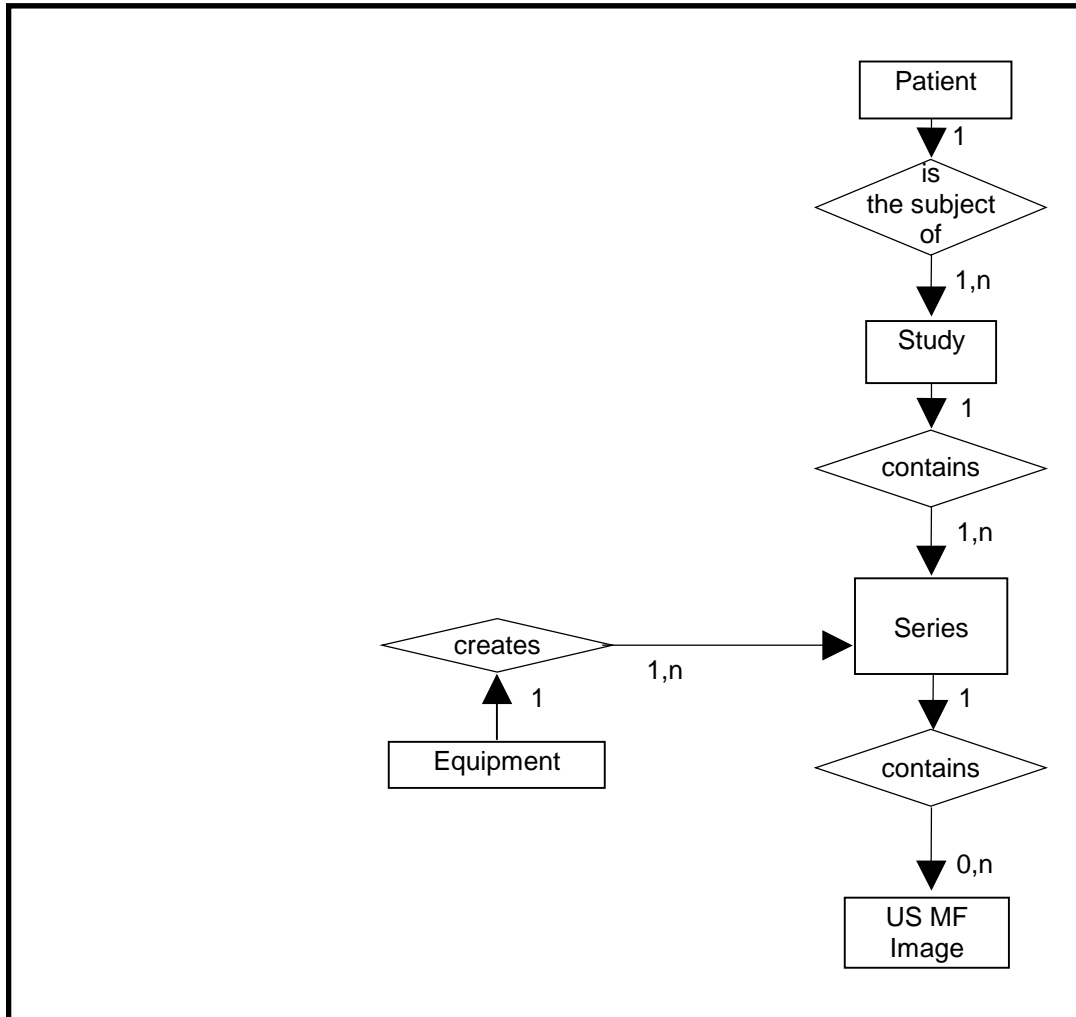 Patient
1
is
the subject
of
1,n
Study
1
contains
1,n
Series
creates
1,n
1
1
Equipment
contains
0,n
US MF
Image